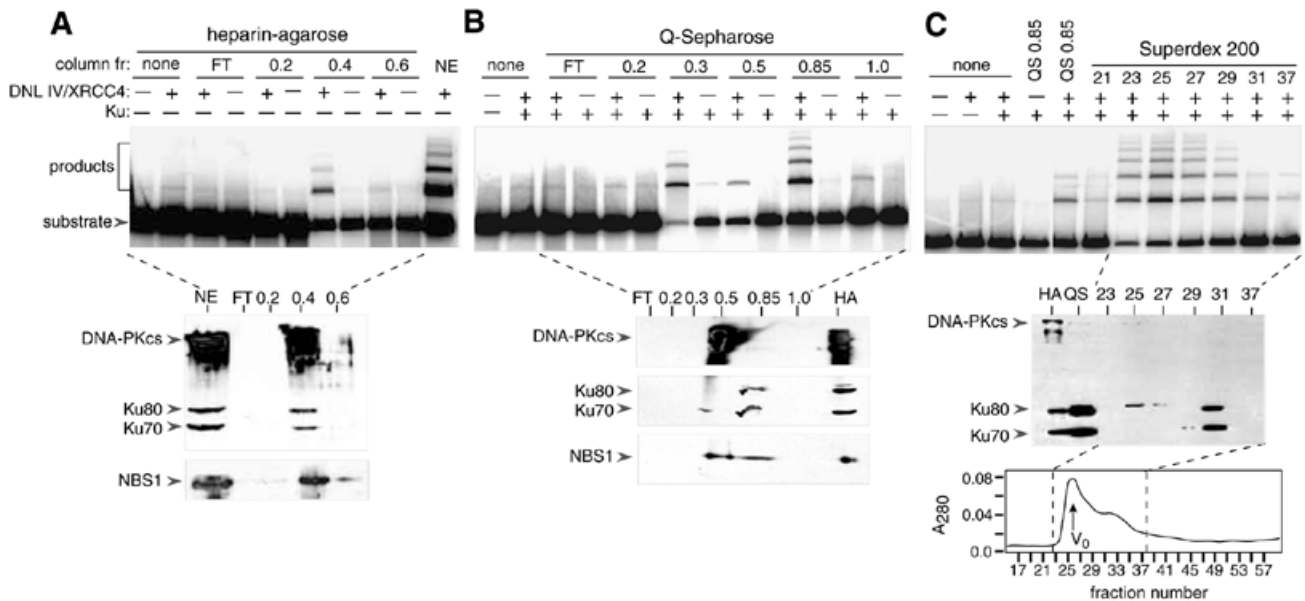 A
heparin-agarose
column fr: none FT 0.2 0.4 0.6 NE
DNL IV/XRCC4: — + + — + — + — + — +
Ku: — — — — — — — — — — —
products
substrate
NE FT 0.2 0.4 0.6
DNA-PKcs
Ku80
Ku70
NBS1
B
Q-Sepharose
none FT 0.2 0.3 0.5 0.85 1.0
— + + — + — + — + — + — + —
— + + + + + + + + + + + + +
FT 0.2 0.3 0.5 0.85 1.0 HA
DNA-PKcs
Ku80
Ku70
NBS1
C
QS 0.85
QS 0.85
Superdex 200
none 21 23 25 27 29 31 37
— + + — + + + + + + + +
— — + + + + + + + + + +
HA QS 23 25 27 29 31 37
DNA-PKcs
Ku80
Ku70
A280
0.08
0.04
0.0
V0
17 21 25 29 33 37 41 45 49 53 57
fraction number